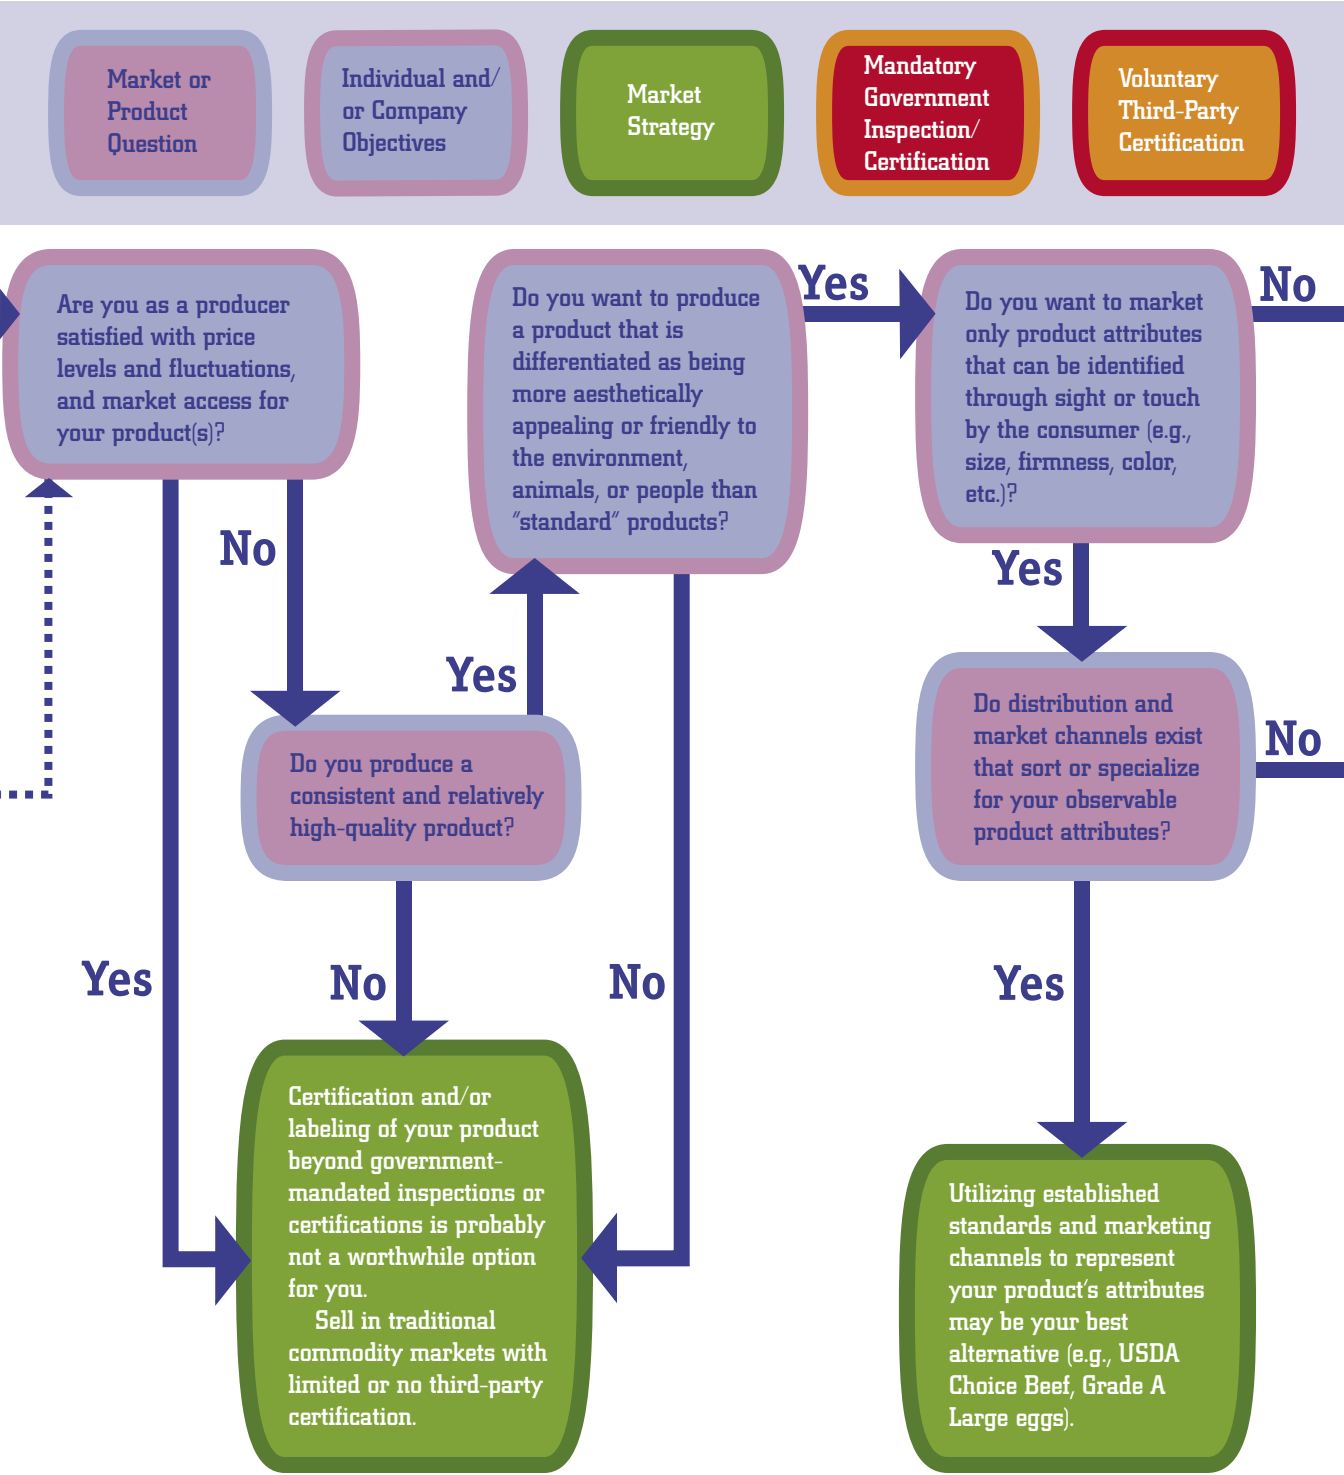 Market or
Product
Question
Individual and/
or Company
Objectives
Market
Strategy
Mandatory
Government
Inspection/
Certification
Voluntary
Third-Party
Certification
Are you as a producer
satisfied with price
levels and fluctuations,
and market access for
your product(s)?
Do you want to produce
a product that is
differentiated as being
more aesthetically
appealing or friendly to
the environment,
animals, or people than
"standard" products?
Yes
Do you want to market
only product attributes
that can be identified
through sight or touch
by the consumer (e.g.,
size, firmness, color,
etc.)?
No
No
Yes
Yes
Do you produce a
consistent and relatively
high-quality product?
Do distribution and
market channels exist
that sort or specialize
for your observable
product attributes?
No
Yes
No
No
Yes
Certification and/or
labeling of your product
beyond government-
mandated inspections or
certifications is probably
not a worthwhile option
for you.
Sell in traditional
commodity markets with
limited or no third-party
certification.
Utilizing established
standards and marketing
channels to represent
your product's attributes
may be your best
alternative (e.g., USDA
Choice Beef, Grade A
Large eggs).